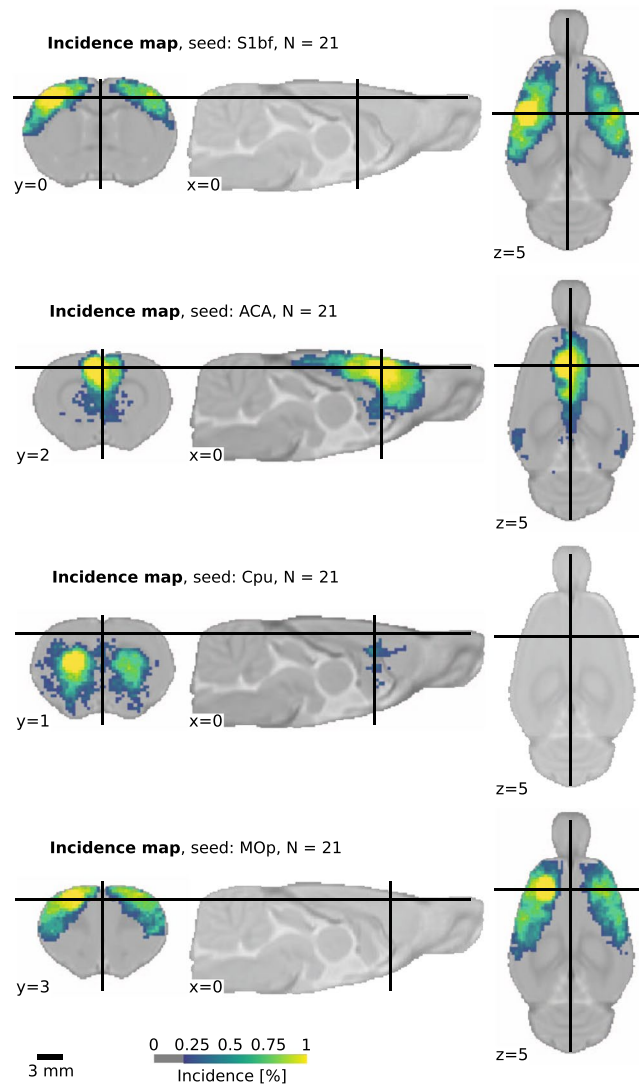 Incidence map, seed: S1bf, N = 21
y=0
x=0
z=5
Incidence map, seed: ACA, N = 21
y=2
x=0
z=5
Incidence map, seed: Cpu, N = 21
y=1
x=0
z=5
Incidence map, seed: MOp, N = 21
y=3
x=0
z=5
0 0.25 0.5 0.75 1
3 mm
Incidence [%]